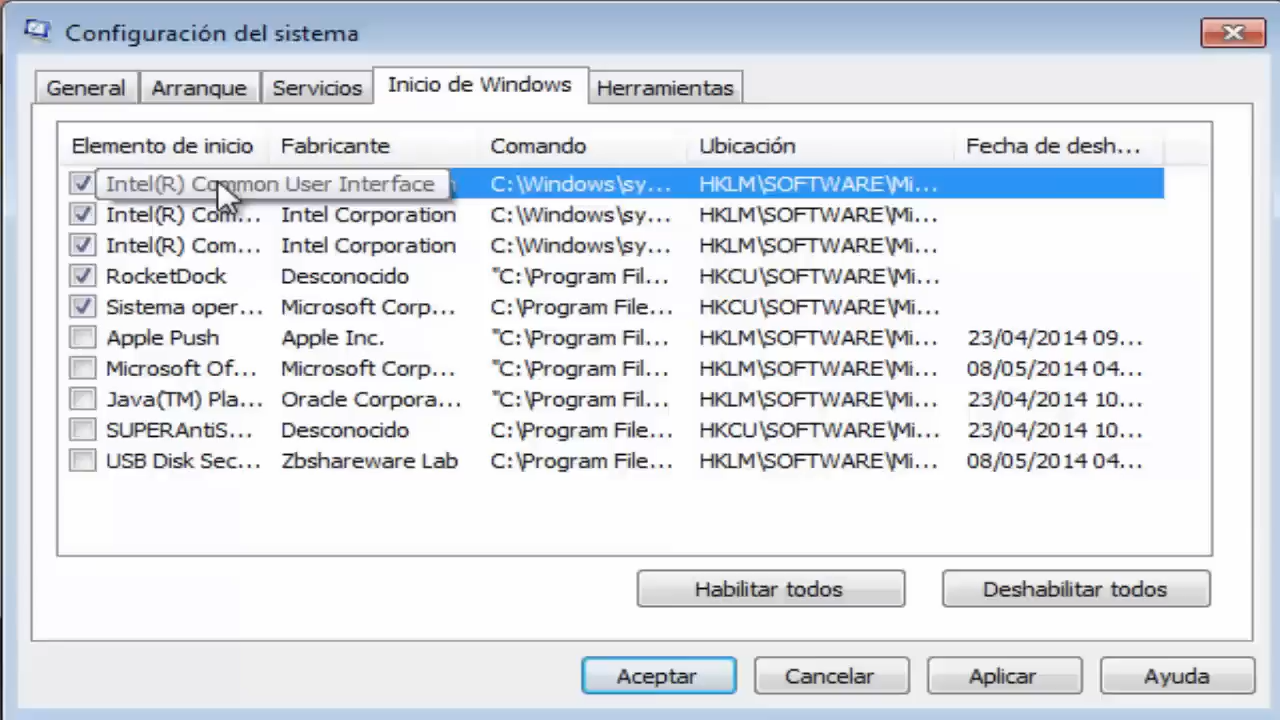 Configuración del sistema
General Arranque Servicios Inicio de Windows Herramientas
Elemento de inicio Fabricante Comando Ubicación Fecha de desh...
Intel(R) Common User Interface C:\Windows\sy... HKLM\SOFTWARE\Mi...
Intel(R) Com... Intel Corporation C:\Windows\sy... HKLM\SOFTWARE\Mi...
Intel(R) Com... Intel Corporation C:\Windows\sy... HKLM\SOFTWARE\Mi...
RocketDock Desconocido "C:\Program Fil... HKCU\SOFTWARE\Mi...
Sistema oper... Microsoft Corp... C:\Program File... HKCU\SOFTWARE\Mi...
Apple Push Apple Inc. "C:\Program Fil... HKLM\SOFTWARE\Mi... 23/04/2014 09...
Microsoft Of... Microsoft Corp... "C:\Program Fil... HKLM\SOFTWARE\Mi... 08/05/2014 04...
Java(TM) Pla... Oracle Corpora... "C:\Program Fil... HKLM\SOFTWARE\Mi... 23/04/2014 10...
SUPERAntiS... Desconocido C:\Program File... HKCU\SOFTWARE\Mi... 23/04/2014 10...
USB Disk Sec... Zbshareware Lab C:\Program File... HKLM\SOFTWARE\Mi... 08/05/2014 04...
Habilitar todos Deshabilitar todos
Aceptar Cancelar Aplicar Ayuda